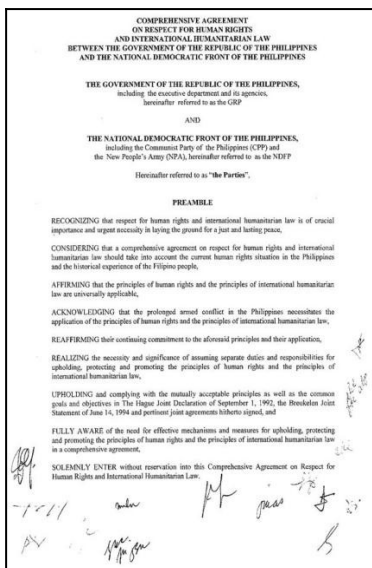 COMPREHENSIVE AGREEMENT
ON RESPECT FOR HUMAN RIGHTS
AND INTERNATIONAL HUMANITARIAN LAW
BETWEEN THE GOVERNMENT OF THE REPUBLIC OF THE PHILIPPINES
AND THE NATIONAL DEMOCRATIC FRONT OF THE PHILIPPINES
THE GOVERNMENT OF THE REPUBLIC OF THE PHILIPPINES,
including the executive department and its agencies,
hereinafter referred to as the GRP
AND
THE NATIONAL DEMOCRATIC FRONT OF THE PHILIPPINES,
including the Communist Party of the Philippines (CPP) and
the New People's Army (NPA), hereinafter referred to as the NDFP
Hereinafter referred to as "the Parties".
PREAMBLE
RECOGNIZING that respect for human rights and international humanitarian law is of crucial
importance and urgent necessity in laying the ground for a just and lasting peace,
CONSIDERING that a comprehensive agreement on respect for human rights and international
humanitarian law should take into account the current human rights situation in the Philippines
and the historical experience of the Filipino people,
AFFIRMING that the principles of human rights and the principles of international humanitarian
law are universally applicable,
ACKNOWLEDGING that the prolonged armed conflict in the Philippines necessitates the
application of the principles of human rights and the principles of international humanitarian law,
REAFFIRMING their continuing commitment to the aforesaid principles and their application,
REALIZING the necessity and significance of assuming separate duties and responsibilities for
upholding, protecting and promoting the principles of human rights and the principles of
international humanitarian law,
UPHOLDING and complying with the mutually acceptable principles as well as the common
goals and objectives in The Hague Joint Declaration of September 1, 1992, the Breukelen Joint
Statement of June 14, 1994 and pertinent joint agreements hitherto signed, and
FULLY AWARE of the need for effective mechanisms and measures for upholding, protecting
and promoting the principles of human rights and the principles of international humanitarian law
in a comprehensive agreement,
SOLEMNLY ENTER without reservation into this Comprehensive Agreement on Respect for
Human Rights and International Humanitarian Law.